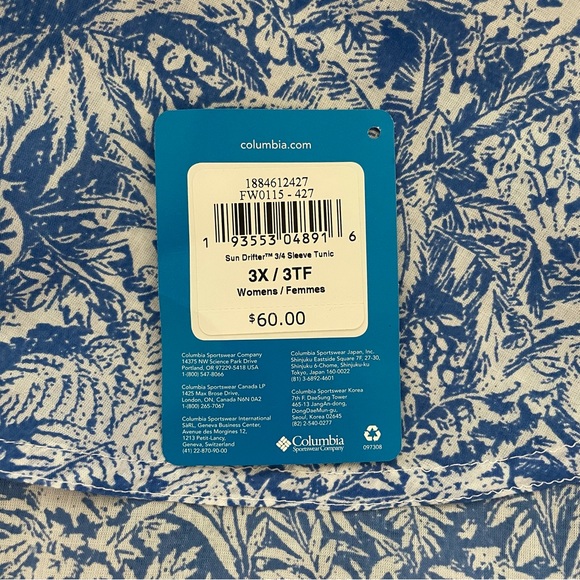 columbia.com
1884612427
FW0115 - 427
1 93553 04891 6
Sun Drifter™ 3/4 Sleeve Tunic
3X / 3TF
Womens / Femmes
$60.00
Columbia Sportswear Company
14375 NW Science Park Drive
Portland, OR 97229-5418 USA
1-(800) 547-8066
Columbia Sportswear Canada LP
1425 Max Brose Drive,
London, ON, Canada N6N 0A2
1-(800) 265-7067
Columbia Sportswear International
SàRL, Geneva Business Center,
Avenue des Morgines 12,
1213 Petit-Lancy,
Geneva, Switzerland
(41) 22-870-90-00
Columbia Sportswear Japan, Inc.
Shinjuku Eastside Square 7F, 27-30,
Shinjuku 6-Chome, Shinjuku-ku
Tokyo, Japan 160-0022
(81) 3-6892-4601
Columbia Sportswear Korea
7th F. DaeSung Tower
465-13 JangAn-dong,
DongDaeMun-gu,
Seoul, Korea 02645
(82) 2-540-0277
Columbia
Sportswear Company
097308